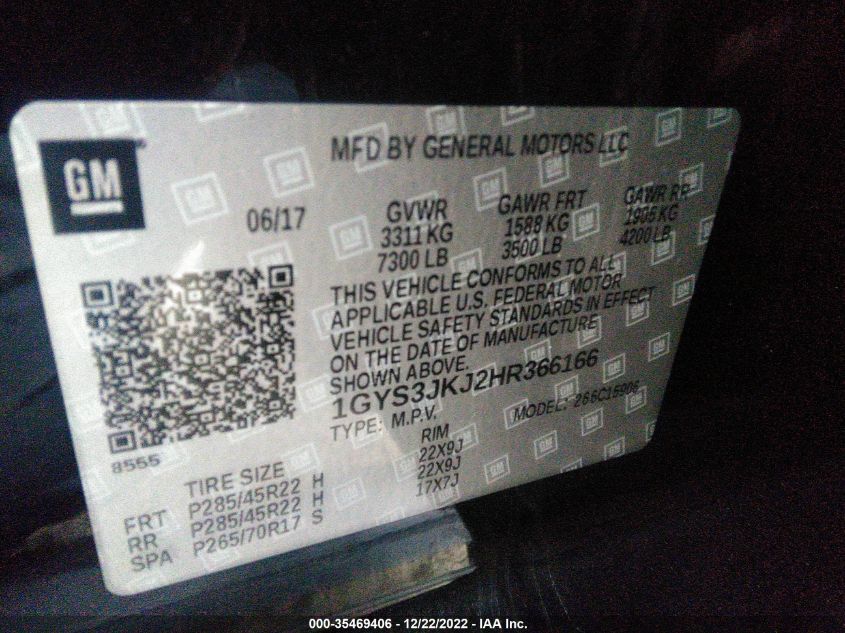 GM
MFD BY GENERAL MOTORS LLC
06/17
GVWR GAWR FRT GAWR RR
3311 KG 1588 KG 1905 KG
7300 LB 3500 LB 4200 LB
THIS VEHICLE CONFORMS TO ALL
APPLICABLE U.S. FEDERAL MOTOR
VEHICLE SAFETY STANDARDS IN EFFECT
ON THE DATE OF MANUFACTURE
SHOWN ABOVE.
1GYS3JKJ2HR366166
TYPE: M.P.V. MODEL: 266C15906
8555
TIRE SIZE RIM
FRT P285/45R22 H 22X9J
RR P285/45R22 H 22X9J
SPA P265/70R17 S 17X7J
000-35469406 - 12/22/2022 - IAA Inc.